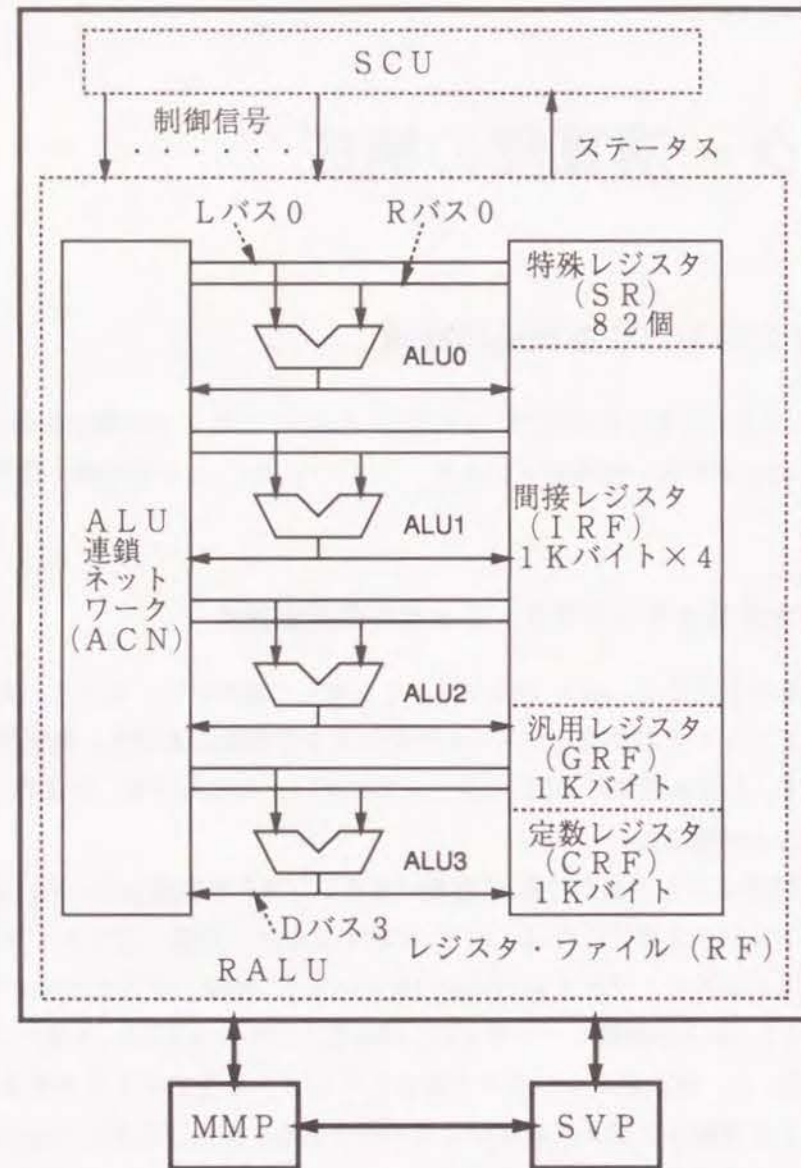 ＳＣＵ
制御信号
・・・・・・
ステータス
Ｌバス０
Ｒバス０
特殊レジスタ
（ＳＲ）
８２個
ALU0
ALU1
ＡＬＵ
連鎖
ネット
ワーク
（ＡＣＮ）
間接レジスタ
（ＩＲＦ）
１Ｋバイト×４
ALU2
汎用レジスタ
（ＧＲＦ）
１Ｋバイト
ALU3
定数レジスタ
（ＣＲＦ）
１Ｋバイト
Ｄバス３
ＲＡＬＵ
レジスタ・ファイル（ＲＦ）
ＭＭＰ
ＳＶＰ